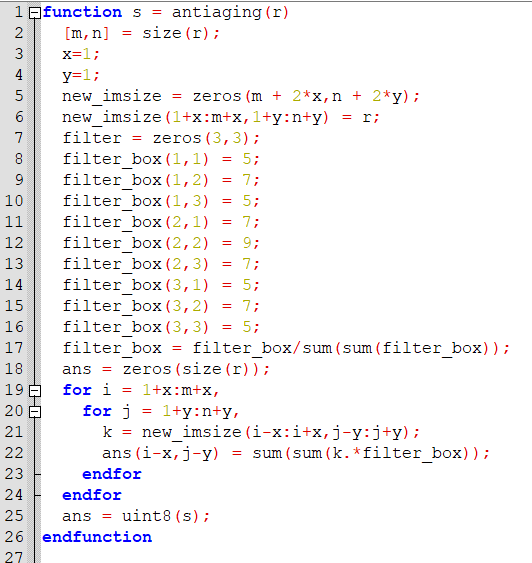 1 function s = antiaging(r)
2 [m,n] = size(r);
3 x=1;
4 y=1;
5 new_imsize = zeros(m + 2*x,n + 2*y);
6 new_imsize(1+x:m+x,1+y:n+y) = r;
7 filter = zeros(3,3);
8 filter_box(1,1) = 5;
9 filter_box(1,2) = 7;
10 filter_box(1,3) = 5;
11 filter_box(2,1) = 7;
12 filter_box(2,2) = 9;
13 filter_box(2,3) = 7;
14 filter_box(3,1) = 5;
15 filter_box(3,2) = 7;
16 filter_box(3,3) = 5;
17 filter_box = filter_box/sum(sum(filter_box));
18 ans = zeros(size(r));
19 for i = 1+x:m+x,
20 for j = 1+y:n+y,
21 k = new_imsize(i-x:i+x,j-y:j+y);
22 ans(i-x,j-y) = sum(sum(k.*filter_box));
23 endfor
24 endfor
25 ans = uint8(s);
26 endfunction
27